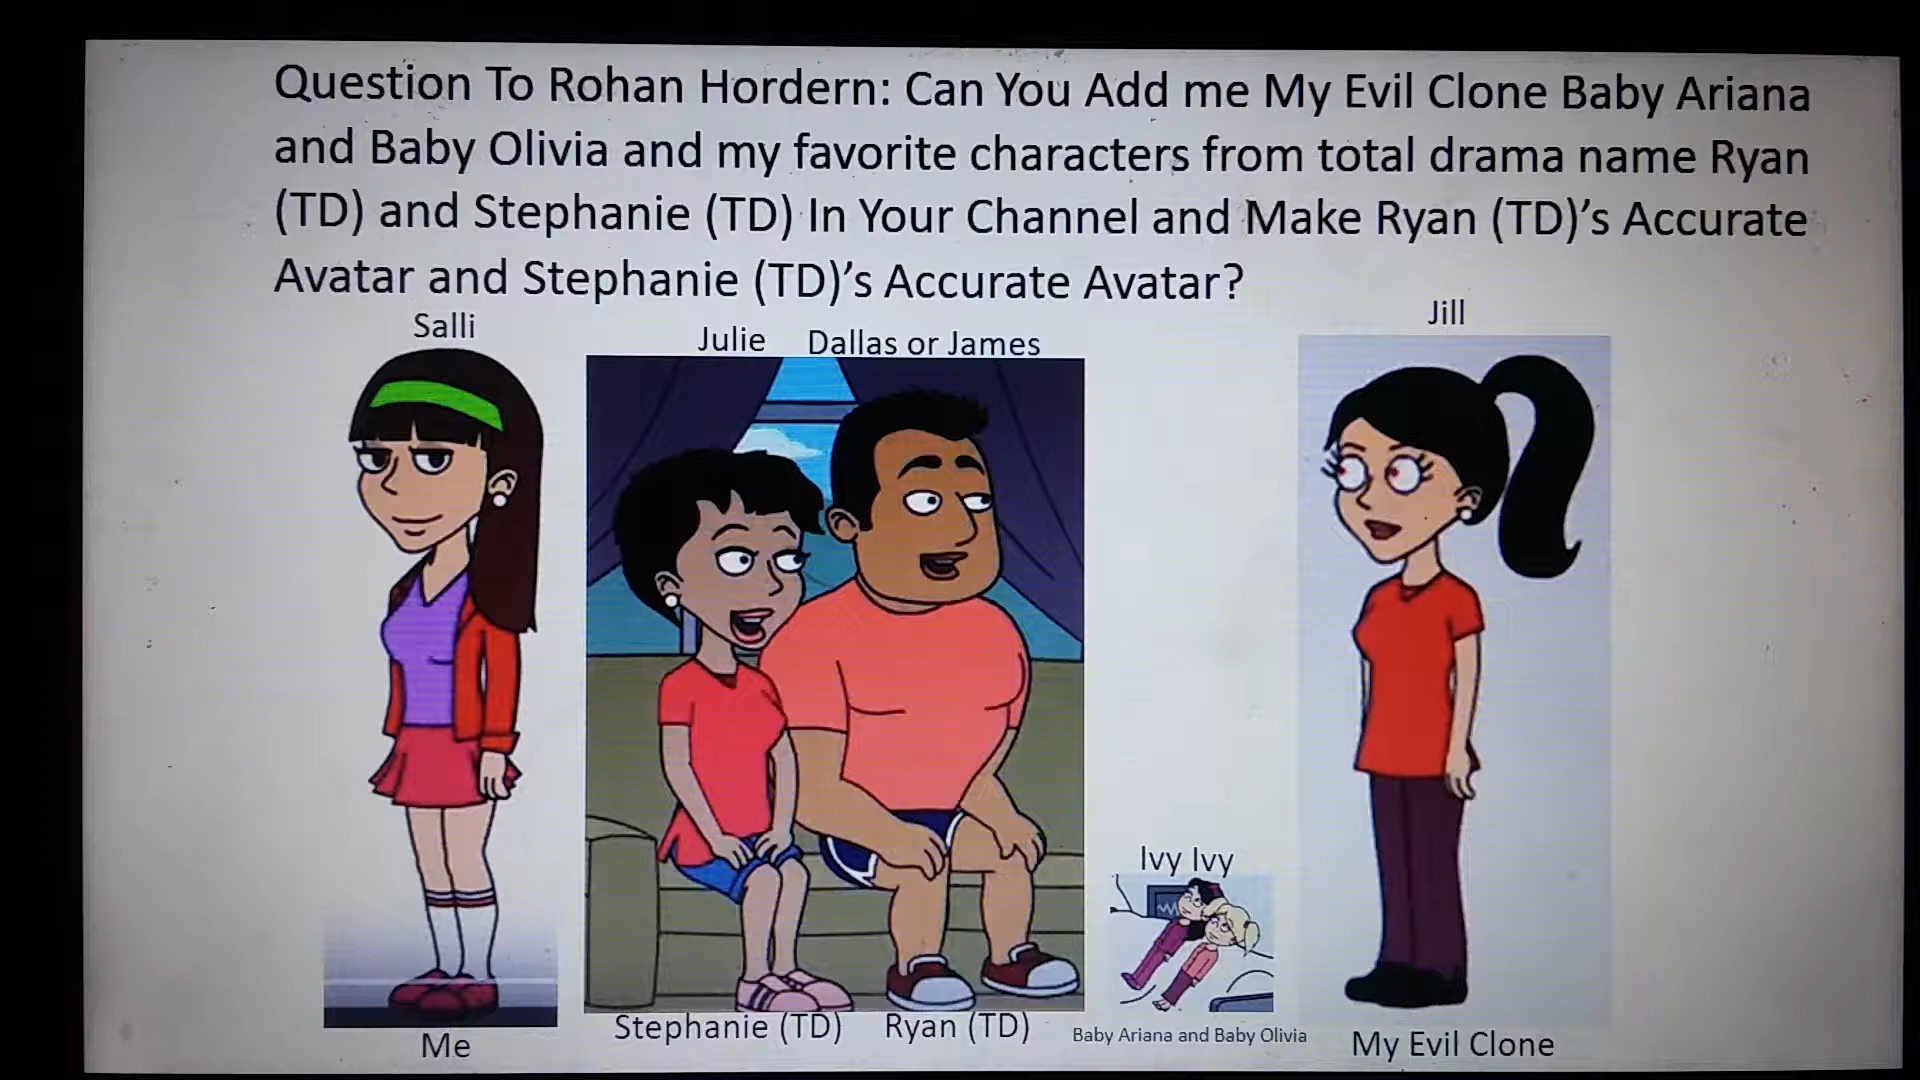 Question To Rohan Hordern: Can You Add me My Evil Clone Baby Ariana
and Baby Olivia and my favorite characters from total drama name Ryan
(TD) and Stephanie (TD) In Your Channel and Make Ryan (TD)'s Accurate
Avatar and Stephanie (TD)'s Accurate Avatar?
Salli
Julie
Dallas or James
Jill
Ivy Ivy
Me
Stephanie (TD)
Ryan (TD)
Baby Ariana and Baby Olivia
My Evil Clone